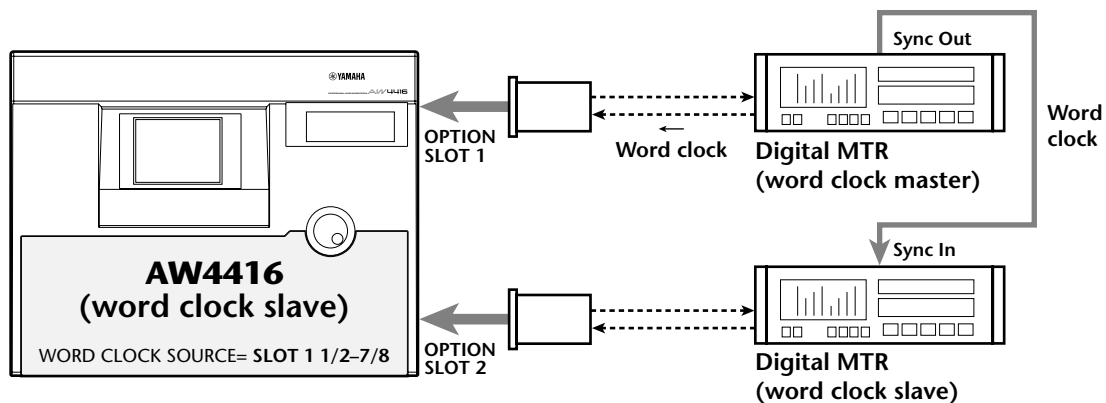 YAMAHA
AW4416
OPTION
SLOT 1
Word clock
Sync Out
Digital MTR
(word clock master)
Word
clock
AW4416
(word clock slave)
WORD CLOCK SOURCE= SLOT 1 1/2–7/8
OPTION
SLOT 2
Sync In
Digital MTR
(word clock slave)